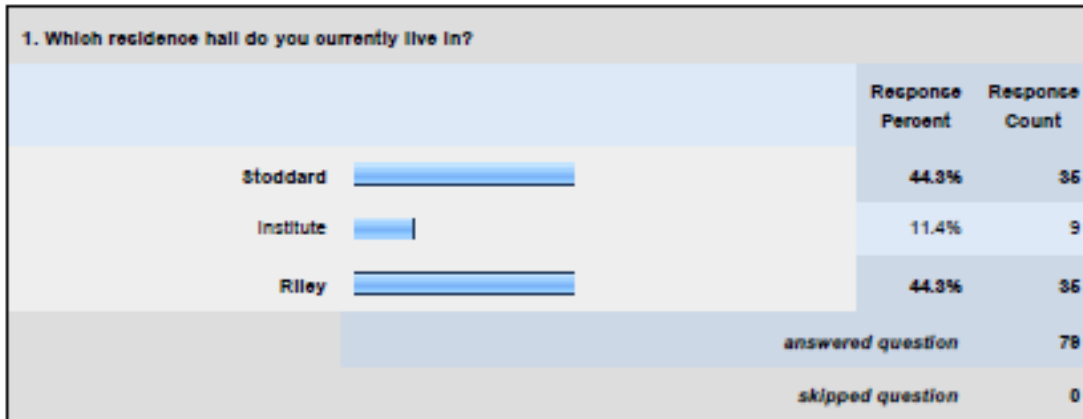 1. Which residence hall do you currently live in?
Response Percent Response Count
Stoddard 44.3% 35
Institute 11.4% 9
Riley 44.3% 35
answered question 79
skipped question 0